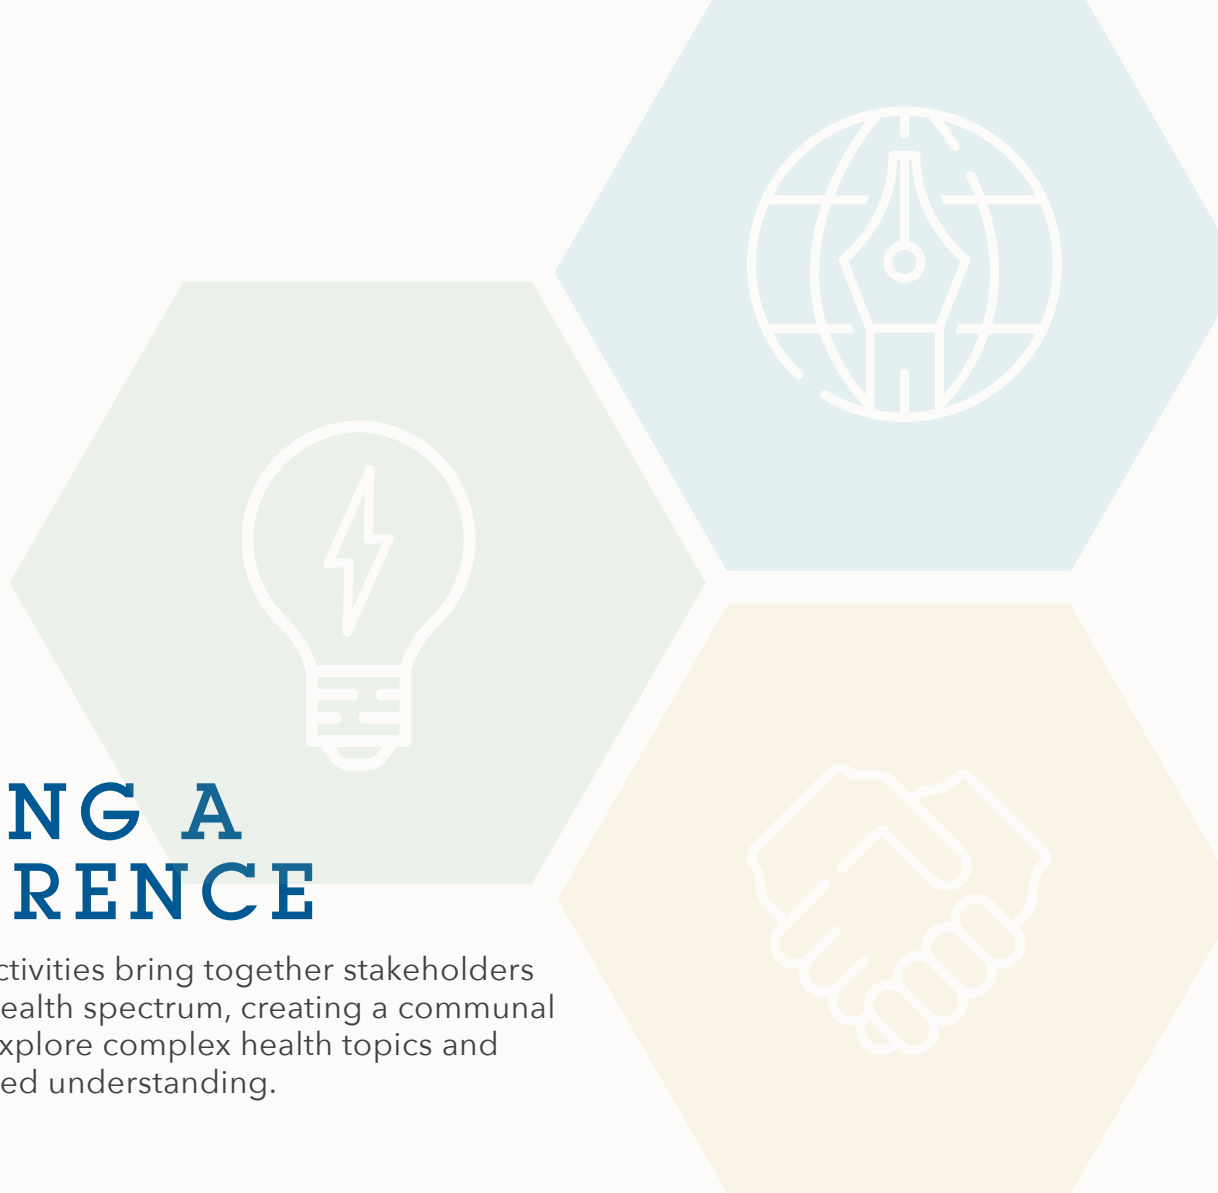 NG A
RENCE
ctivities bring together stakeholders
ealth spectrum, creating a communal
xplore complex health topics and
ed understanding.